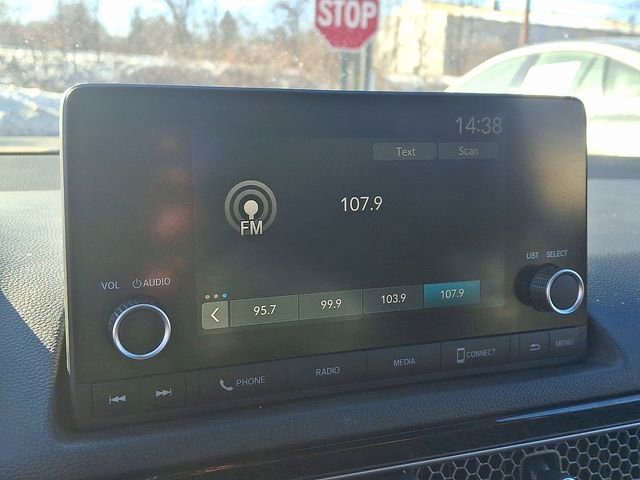 STOP
14:38
Text Scan
FM
107.9
LIST SELECT
VOL AUDIO
95.7 99.9 103.9 107.9
PHONE RADIO MEDIA CONNECT MENU